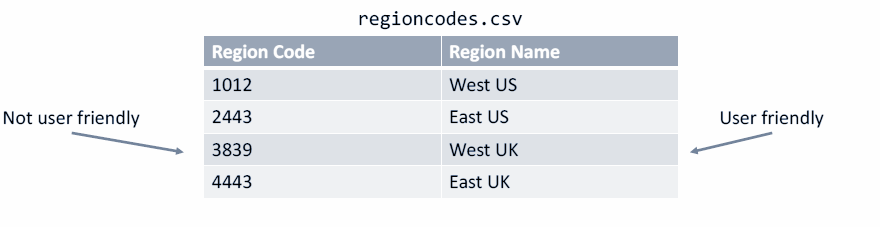 regioncodes.csv
Region Code Region Name
1012 West US
2443 East US
Not user friendly User friendly
3839 West UK
4443 East UK